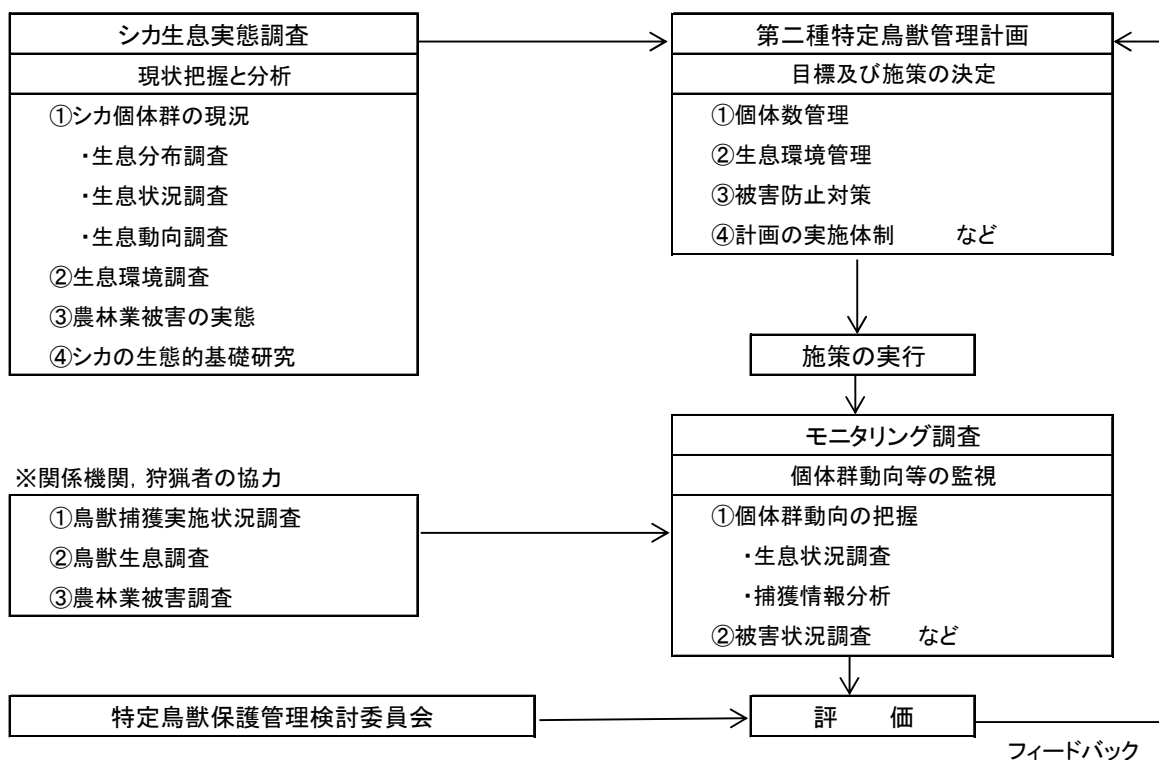 シカ生息実態調査
現状把握と分析
①シカ個体群の現況
・生息分布調査
・生息状況調査
・生息動向調査
②生息環境調査
③農林業被害の実態
④シカの生態的基礎研究
第二種特定鳥獣管理計画
目標及び施策の決定
①個体数管理
②生息環境管理
③被害防止対策
④計画の実施体制　　など
施策の実行
モニタリング調査
個体群動向等の監視
①個体群動向の把握
・生息状況調査
・捕獲情報分析
②被害状況調査　　など
※関係機関，狩猟者の協力
①鳥獣捕獲実施状況調査
②鳥獣生息調査
③農林業被害調査
特定鳥獣保護管理検討委員会
評　　価
フィードバック